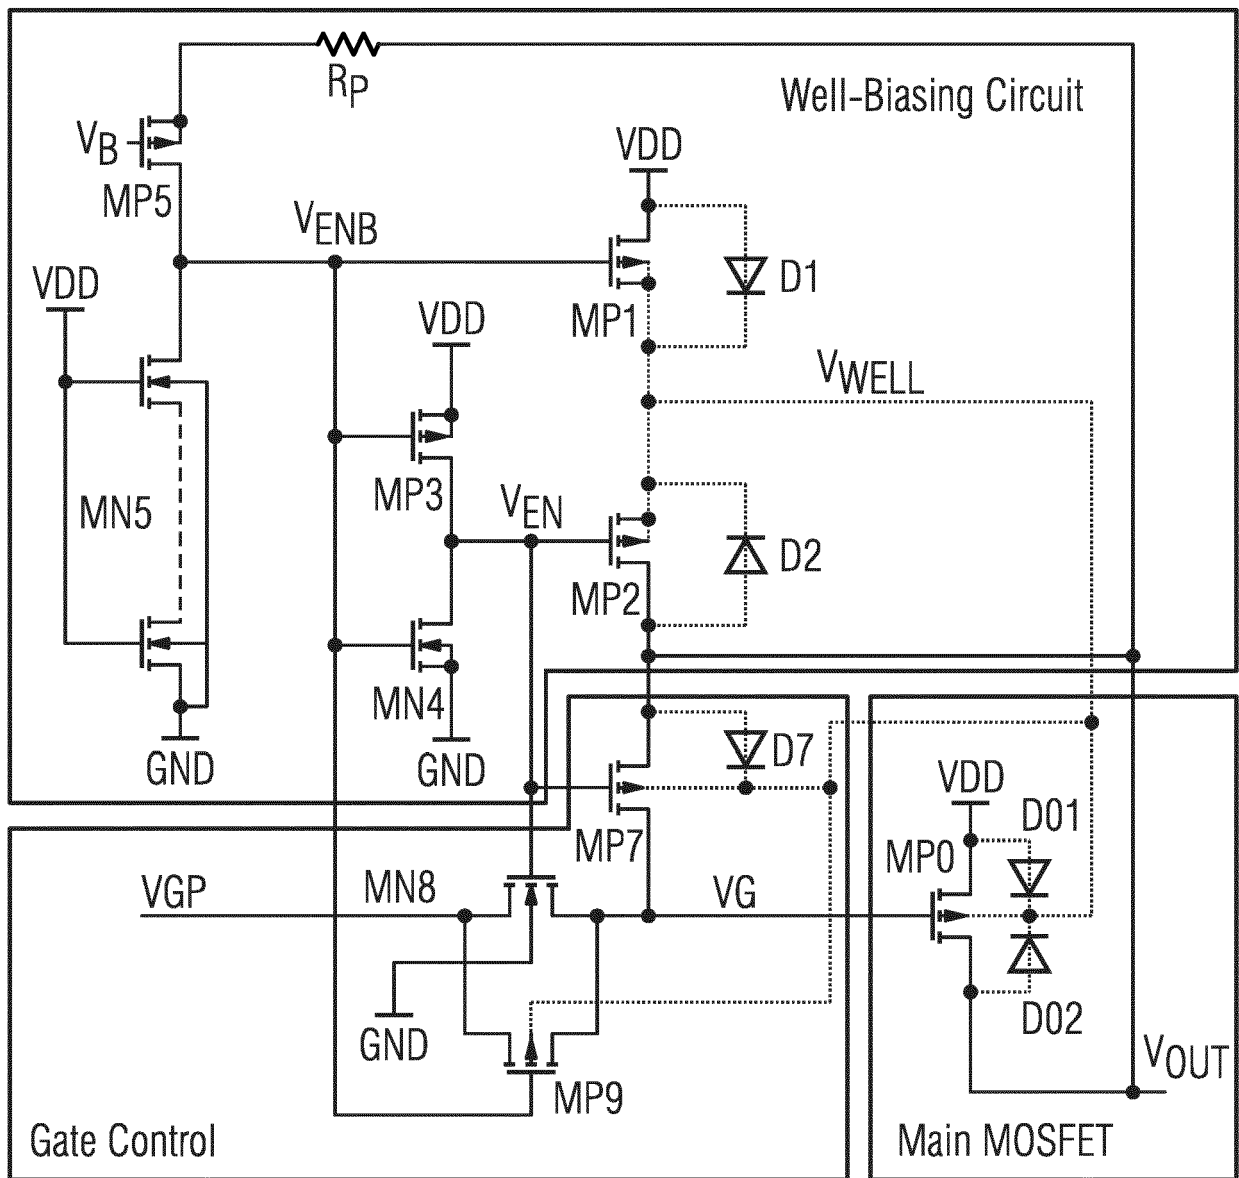 RP
Well-Biasing Circuit
VB
MP5
VDD
VENB
VDD
D1
MP1
VDD
VWELL
MN5
MP3
VEN
D2
MP2
MN4
GND
GND
D7
VDD
D01
MP0
MP7
VGP
MN8
VG
GND
D02
VOUT
MP9
Gate Control
Main MOSFET